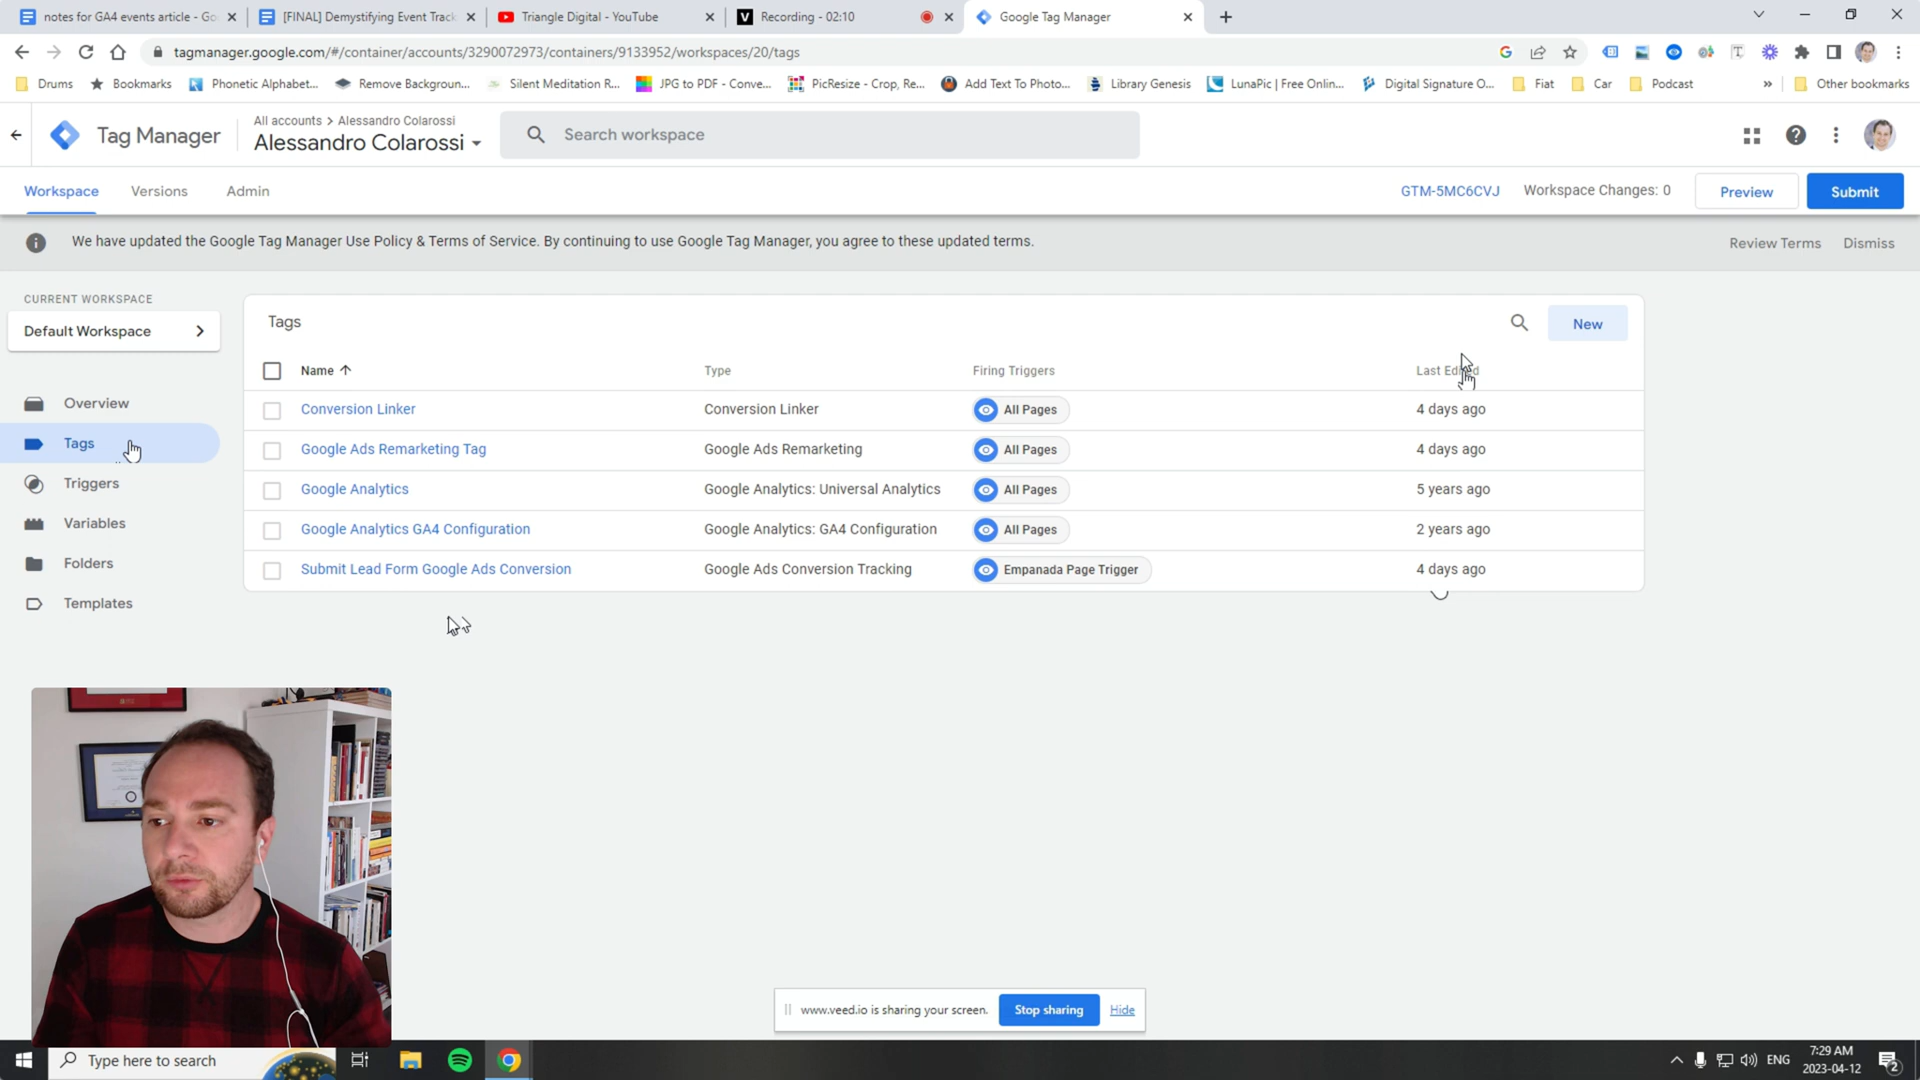 notes for GA4 events article - Go
[FINAL] Demystifying Event Track
Triangle Digital - YouTube
Recording - 02:10
Google Tag Manager
tagmanager.google.com/#/container/accounts/3290072973/containers/9133952/workspaces/20/tags
Drums
Bookmarks
Phonetic Alphabet...
Remove Backgroun...
Silent Meditation R...
JPG to PDF - Conve...
PicResize - Crop, Re...
Add Text To Photo...
Library Genesis
LunaPic | Free Onlin...
Digital Signature O...
Fiat
Car
Podcast
»
Other bookmarks
Tag Manager
All accounts > Alessandro Colarossi
Alessandro Colarossi
Search workspace
Workspace
Versions
Admin
GTM-5MC6CVJ
Workspace Changes: 0
Preview
Submit
We have updated the Google Tag Manager Use Policy & Terms of Service. By continuing to use Google Tag Manager, you agree to these updated terms.
Review Terms
Dismiss
CURRENT WORKSPACE
Default Workspace
Overview
Tags
Triggers
Variables
Folders
Templates
Tags
New
Name
Type
Firing Triggers
Last Edited
Conversion Linker
Conversion Linker
All Pages
4 days ago
Google Ads Remarketing Tag
Google Ads Remarketing
All Pages
4 days ago
Google Analytics
Google Analytics: Universal Analytics
All Pages
5 years ago
Google Analytics GA4 Configuration
Google Analytics: GA4 Configuration
All Pages
2 years ago
Submit Lead Form Google Ads Conversion
Google Ads Conversion Tracking
Empanada Page Trigger
4 days ago
www.veed.io is sharing your screen.
Stop sharing
Hide
Type here to search
ENG
7:29 AM
2023-04-12
2